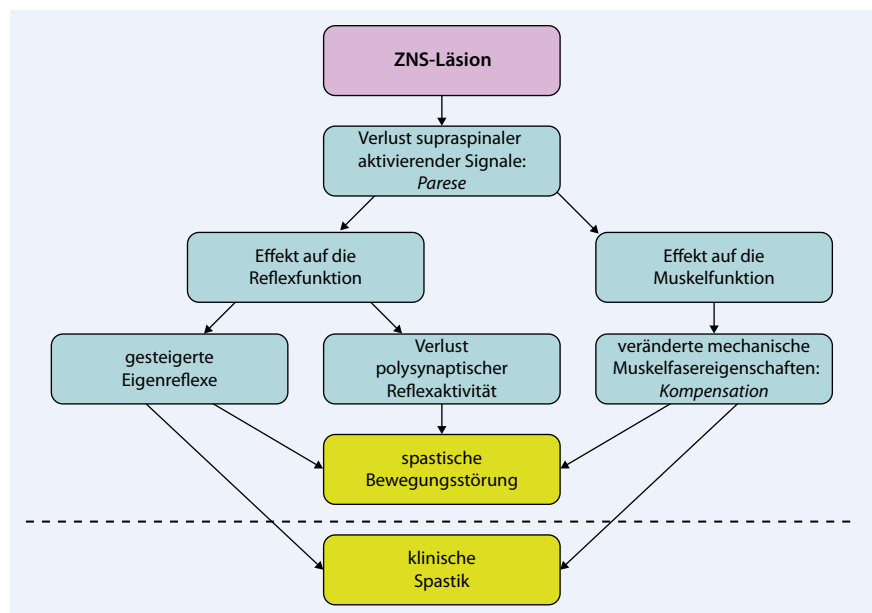 ZNS-Läsion
Verlust supraspinaler
aktivierender Signale:
Parese
Effekt auf die
Reflexfunktion
Effekt auf die
Muskelfunktion
gesteigerte
Eigenreflexe
Verlust
polysynaptischer
Reflexaktivität
veränderte mechanische
Muskelfasereigenschaften:
Kompensation
spastische
Bewegungsstörung
klinische
Spastik